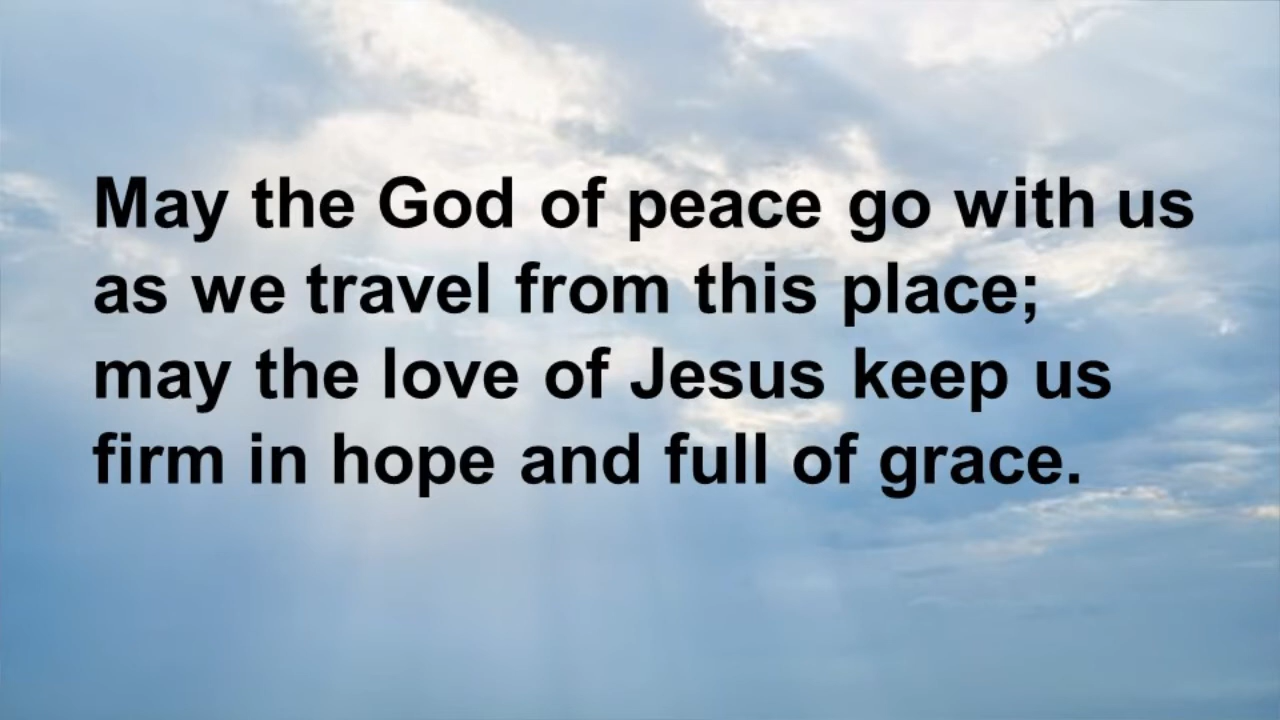 May the God of peace go with us
as we travel from this place;
may the love of Jesus keep us
firm in hope and full of grace.